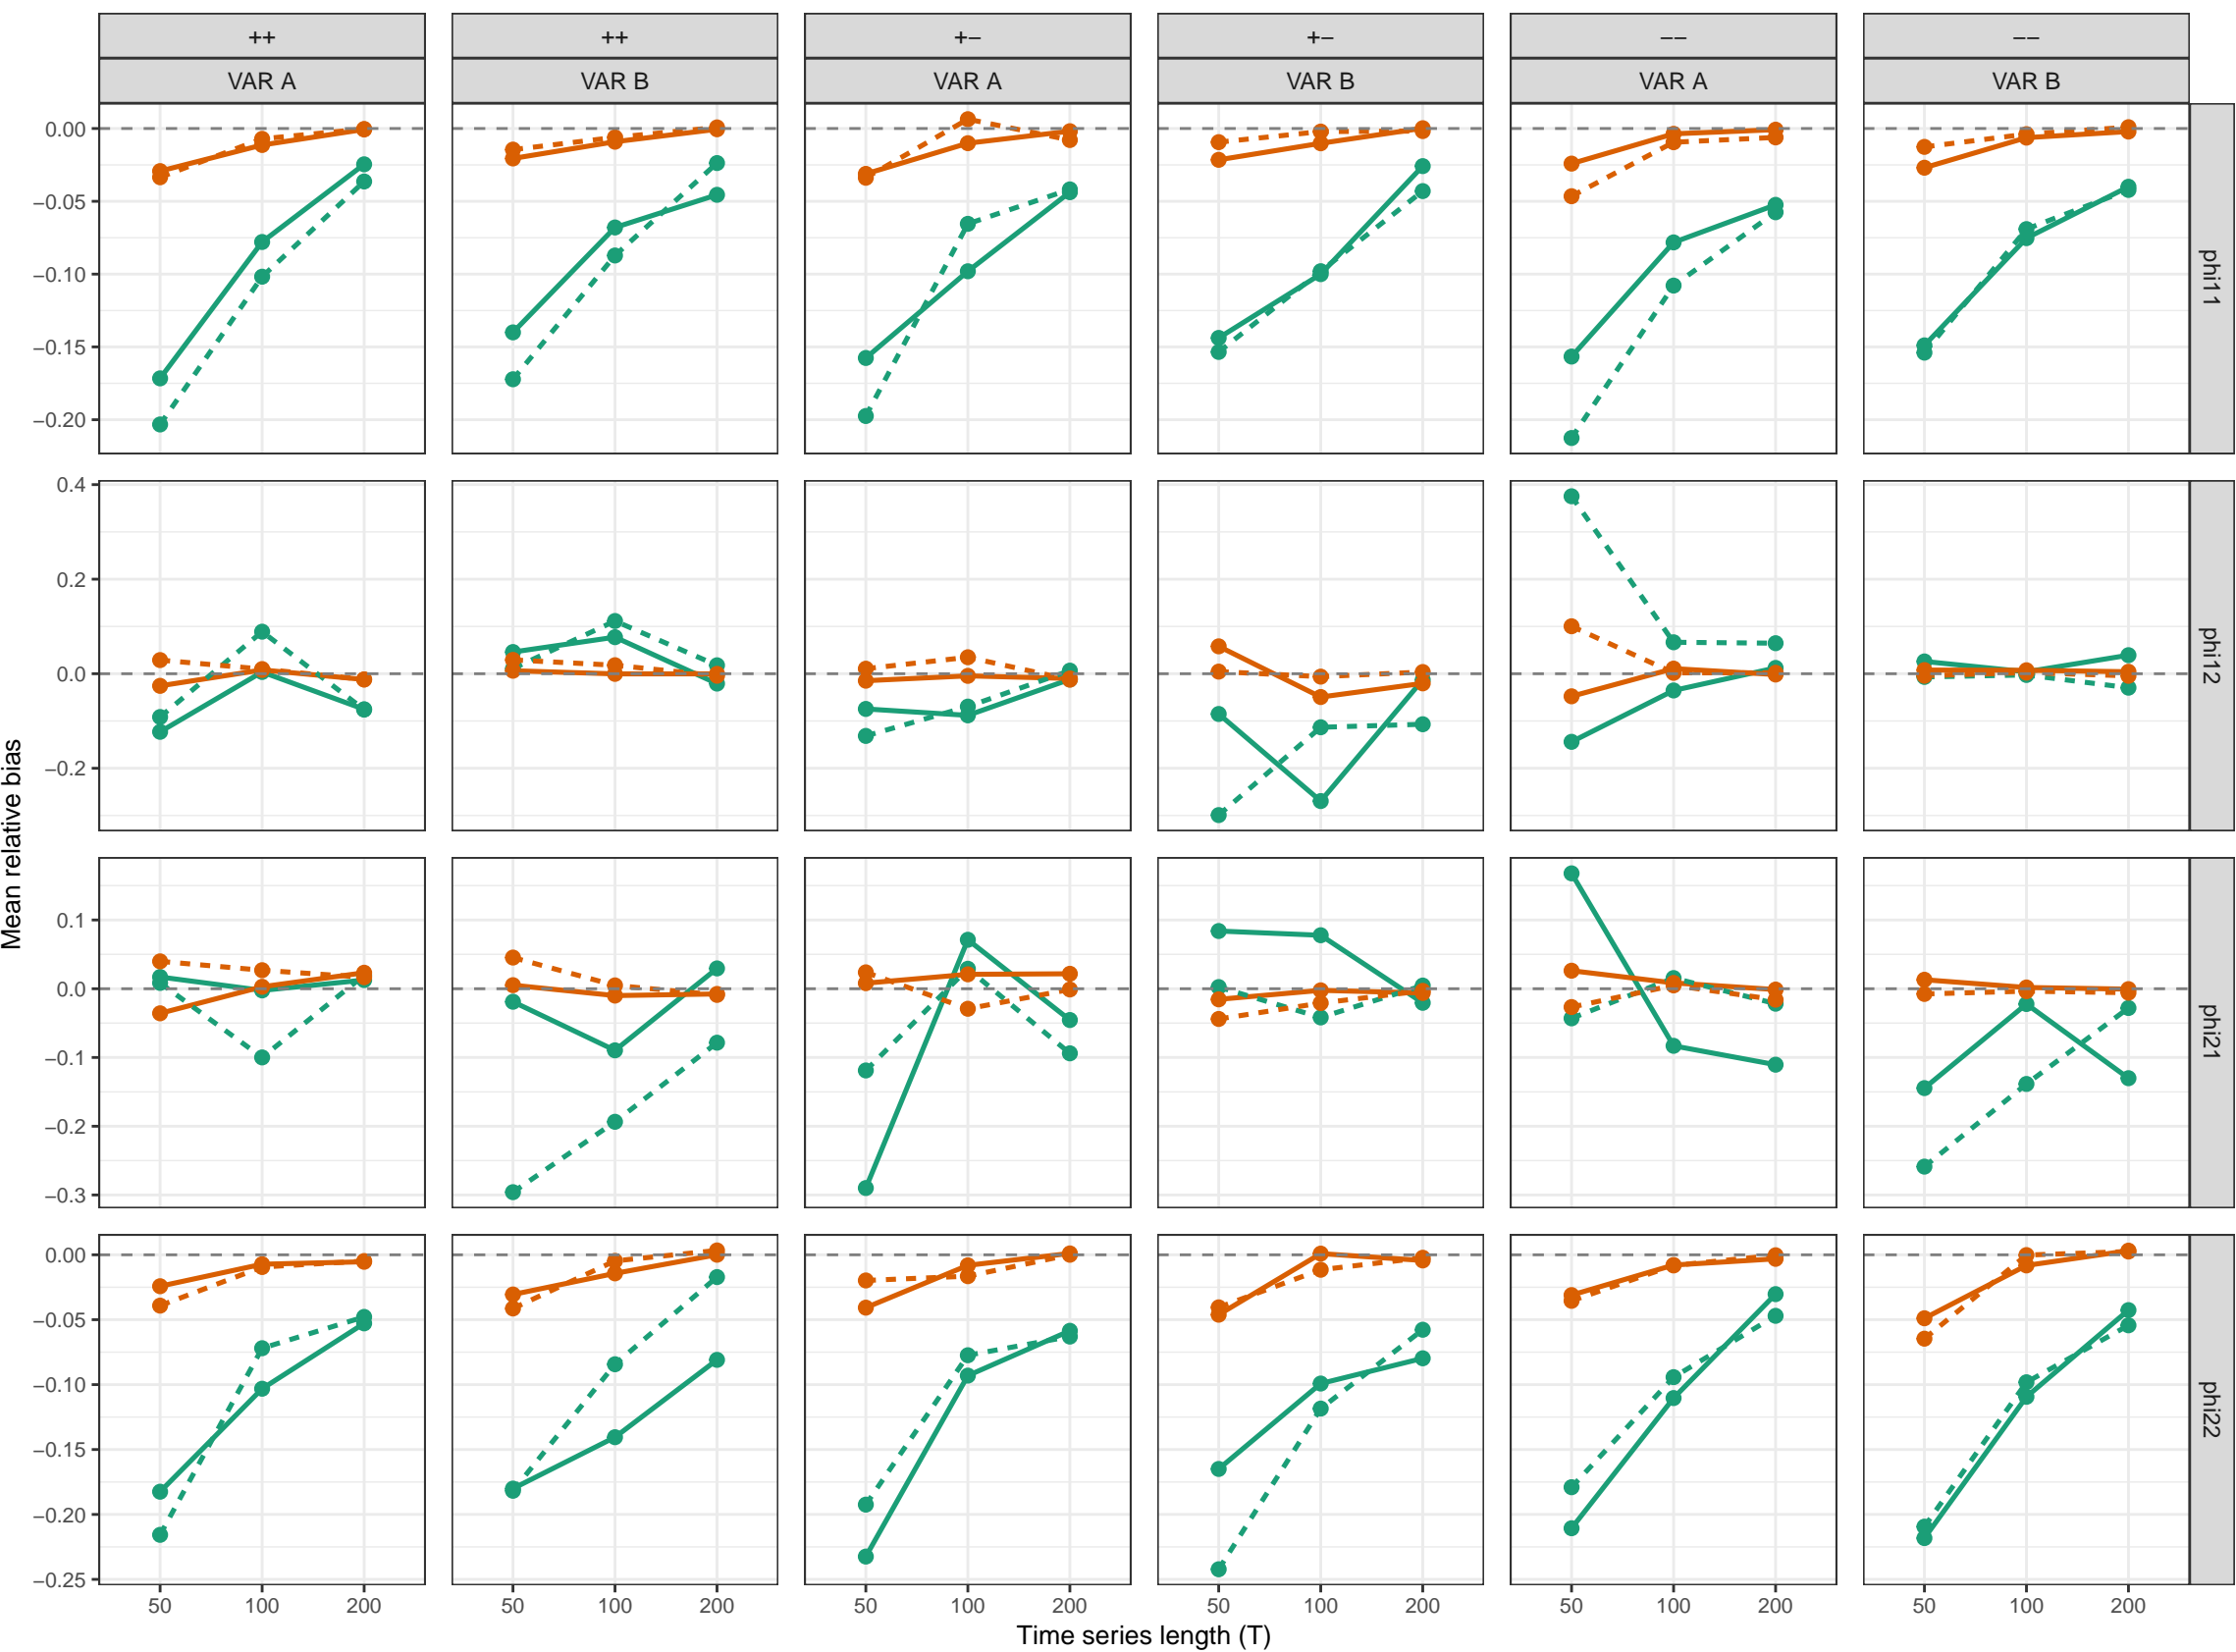 ++ ++ +− +− −− −−
VAR A VAR B VAR A VAR B VAR A VAR B
0.00
−0.05
−0.10
−0.15
−0.20
phi11
0.4
0.2
0.0
−0.2
phi12
0.1
0.0
−0.1
−0.2
−0.3
phi21
0.00
−0.05
−0.10
−0.15
−0.20
−0.25
phi22
50 100 200 50 100 200 50 100 200 50 100 200 50 100 200 50 100 200
Time series length (T)
Mean relative bias